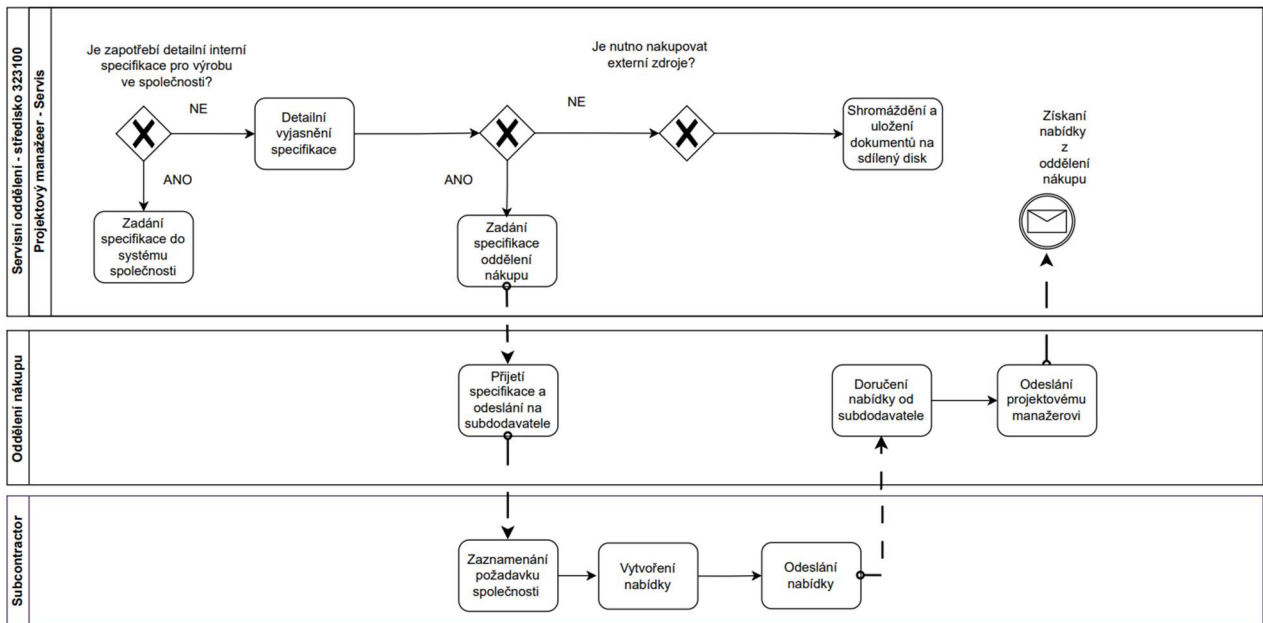 Servisní oddělení - středisko 323100
Projektový manažeer - Servis
Je zapotřebí detailní interní
specifikace pro výrobu
ve společnosti?
NE
ANO
Zadání
specifikace do
systému
společnosti
Detailní
vyjasnění
specifikace
Je nutno nakupovat
externí zdroje?
NE
ANO
Zadání
specifikace
oddělení
nákupu
Shromáždění a
uložení
dokumentů na
sdílený disk
Získaní
nabídky
z
oddělení
nákupu
Oddělení nákupu
Přijetí
specifikace a
odeslání na
subdodavatele
Doručení
nabídky od
subdodavatele
Odeslání
projektovému
manažerovi
Subcontractor
Zaznamenání
požadavku
společnosti
Vytvoření
nabídky
Odeslání
nabídky